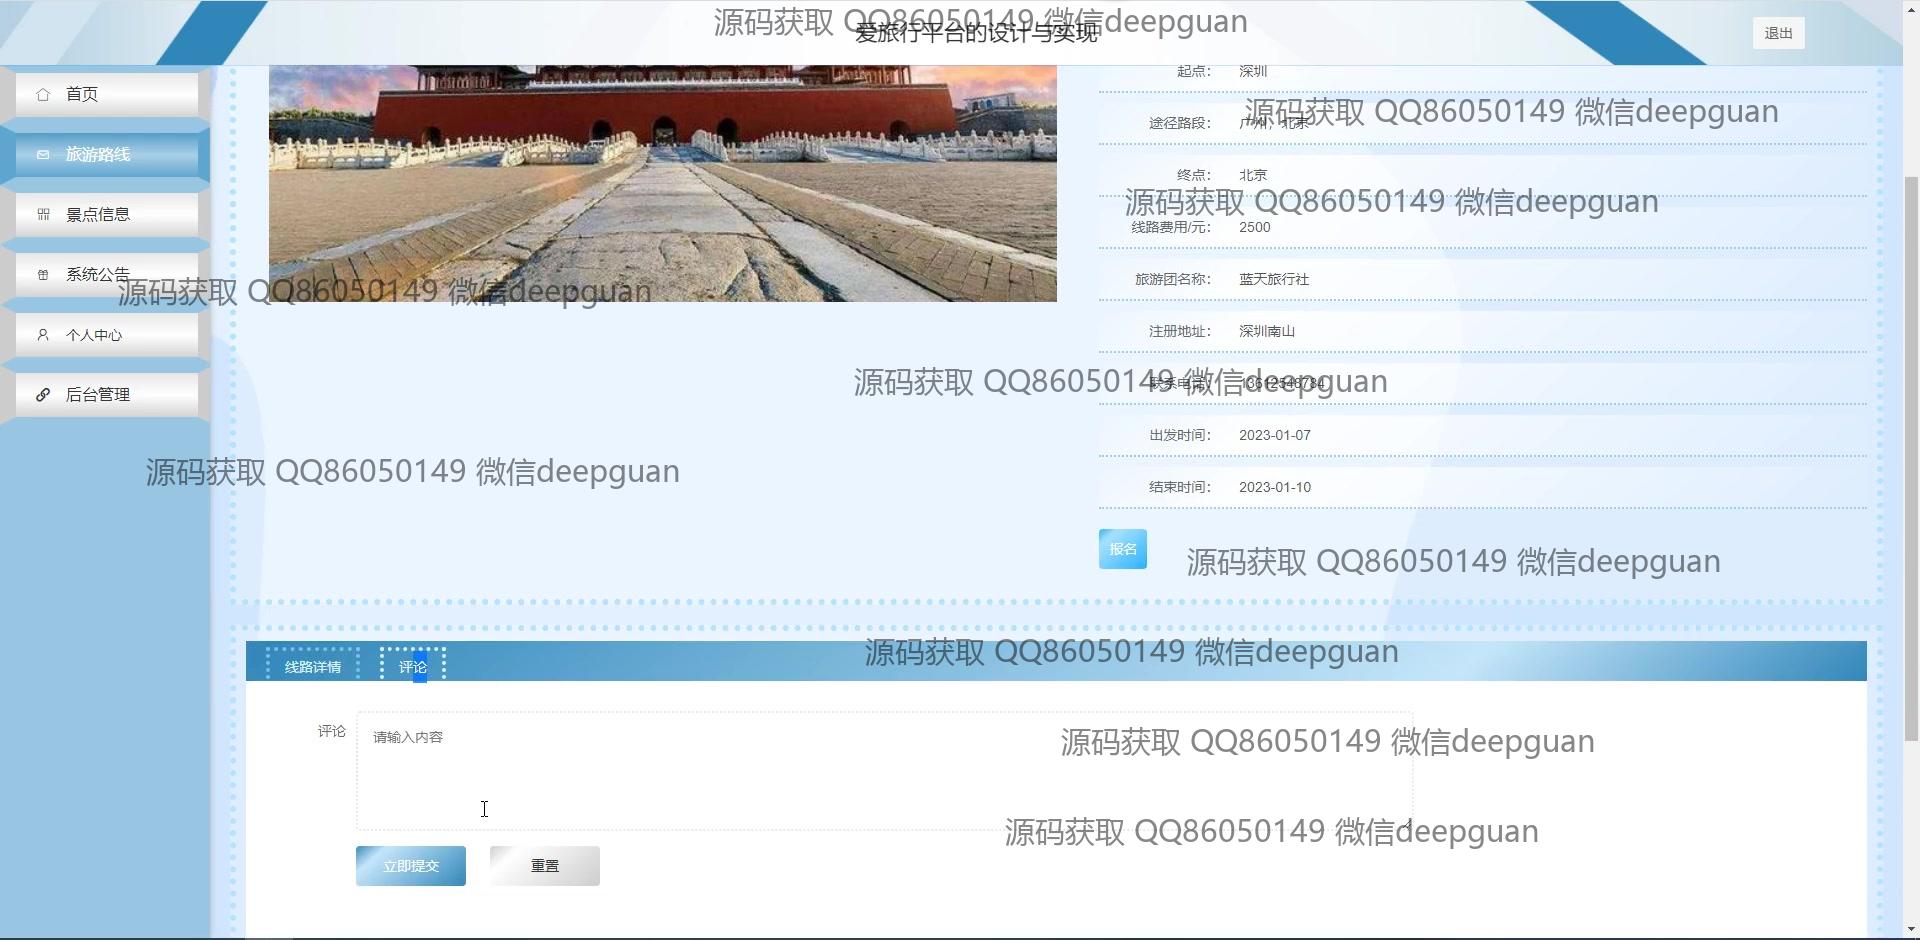 源码获取 QQ86050149 微信deepguan
爱旅行平台的设计与实现
退出
首页
旅游路线
景点信息
系统公告
个人中心
后台管理
起点： 深圳
源码获取 QQ86050149 微信deepguan
途径路段： 广州，北京
终点： 北京
源码获取 QQ86050149 微信deepguan
线路费用/元： 2500
旅游团名称： 蓝天旅行社
源码获取 QQ86050149 微信deepguan
注册地址： 深圳南山
源码获取 QQ86050149 微信deepguan
联系电话：
出发时间： 2023-01-07
源码获取 QQ86050149 微信deepguan
结束时间： 2023-01-10
报名
源码获取 QQ86050149 微信deepguan
源码获取 QQ86050149 微信deepguan
线路详情 评论
评论 请输入内容
源码获取 QQ86050149 微信deepguan
源码获取 QQ86050149 微信deepguan
立即提交 重置